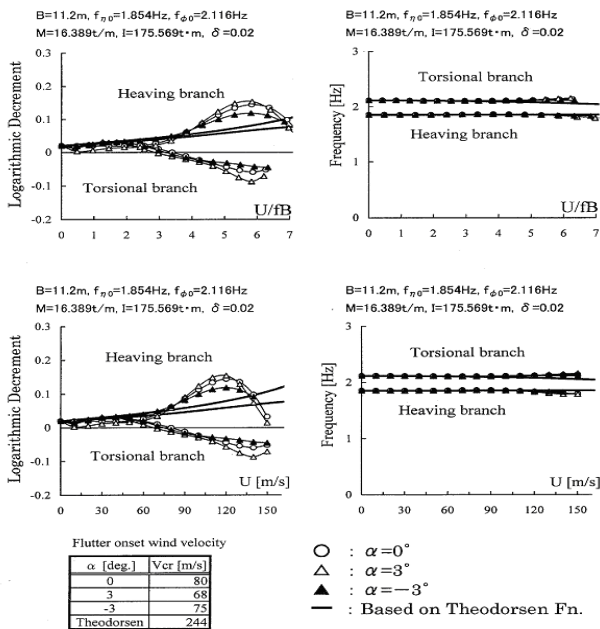 B=11.2m, fη0=1.854Hz, fφ0=2.116Hz
M=16.389t/m, I=175.569t・m, δ=0.02
Logarithmic Decrement
0.3
0.2
0.1
0
-0.1
-0.2
Heaving branch
Torsional branch
U/fB
0 1 2 3 4 5 6 7
B=11.2m, fη0=1.854Hz, fφ0=2.116Hz
M=16.389t/m, I=175.569t・m, δ=0.02
Frequency [Hz]
3
2
1
0
Torsional branch
Heaving branch
U/fB
0 1 2 3 4 5 6 7
B=11.2m, fη0=1.854Hz, fφ0=2.116Hz
M=16.389t/m, I=175.569t・m, δ=0.02
Logarithmic Decrement
0.3
0.2
0.1
0
-0.1
-0.2
Heaving branch
Torsional branch
U [m/s]
0 30 60 90 120 150
B=11.2m, fη0=1.854Hz, fφ0=2.116Hz
M=16.389t/m, I=175.569t・m, δ=0.02
Frequency [Hz]
3
2
1
0
Torsional branch
Heaving branch
U [m/s]
0 30 60 90 120 150
Flutter onset wind velocity
α [deg.] Vcr [m/s]
0 80
3 68
-3 75
Theodorsen 244
: α=0°
: α=3°
: α=−3°
: Based on Theodorsen Fn.